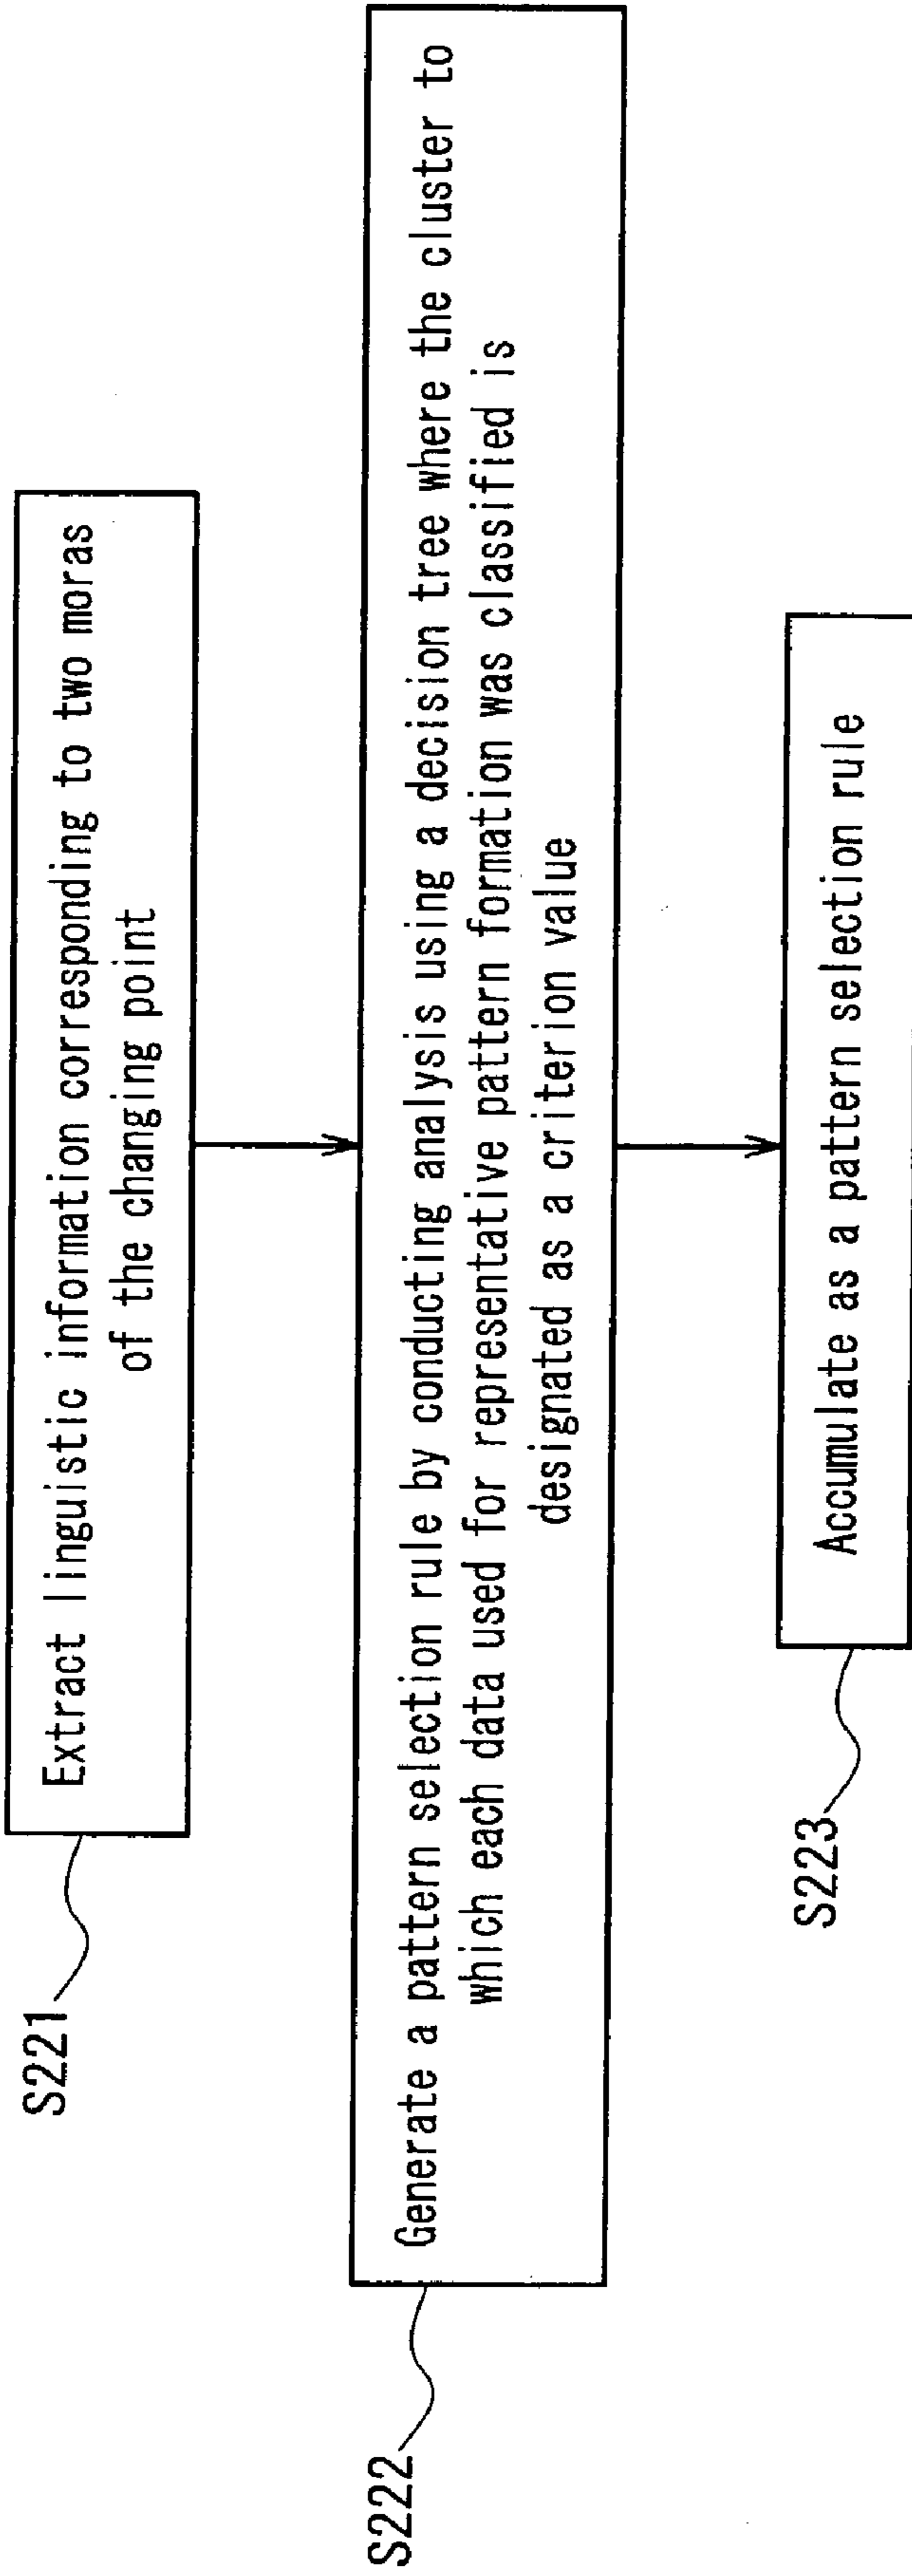 S221
Extract linguistic information corresponding to two moras
of the changing point
S222
Generate a pattern selection rule by conducting analysis using a decision tree where the cluster to
which each data used for representative pattern formation was classified is
designated as a criterion value
S223
Accumulate as a pattern selection rule